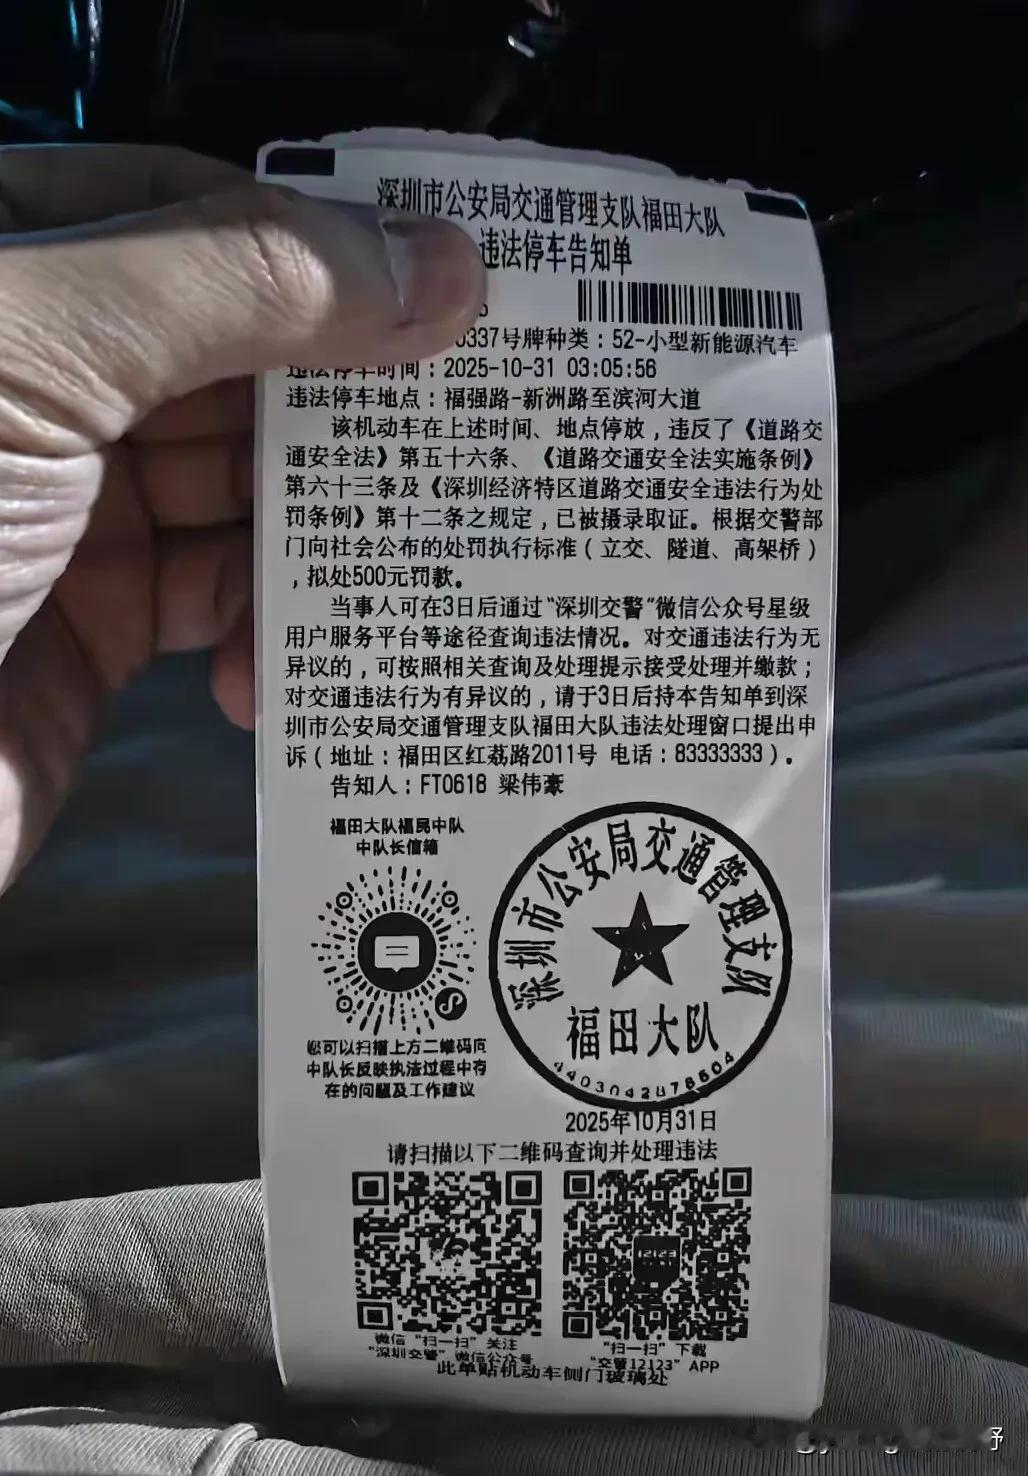 深圳市公安局交通管理支队福田大队
违法停车告知单
0337号牌种类：52-小型新能源汽车
违法停车时间：2025-10-31 03:05:56
违法停车地点：福强路-新洲路至滨河大道
该机动车在上述时间、地点停放，违反了《道路交
通安全法》第五十六条、《道路交通安全法实施条例》
第六十三条及《深圳经济特区道路交通安全违法行为处
罚条例》第十二条之规定，已被摄录取证。根据交警部
门向社会公布的处罚执行标准（立交、隧道、高架桥）
，拟处500元罚款。
当事人可在3日后通过“深圳交警”微信公众号星级
用户服务平台等途径查询违法情况。对交通违法行为无
异议的，可按照相关查询及处理提示接受处理并缴款；
对交通违法行为有异议的，请于3日后持本告知单到深
圳市公安局交通管理支队福田大队违法处理窗口提出申
诉（地址：福田区红荔路2011号 电话：83333333）。
告知人：FT0618 梁伟豪
福田大队福民中队
中队长信箱
您可以扫描上方二维码向
中队长反映执法过程中存
在的问题及工作建议
深圳市公安局交通管理支队
福田大队
2025年10月31日
请扫描以下二维码查询并处理违法
微信“扫一扫”关注
“深圳交警”微信公众号
“扫一扫”下载
“交警12123”APP
此单贴机动车侧门玻璃处